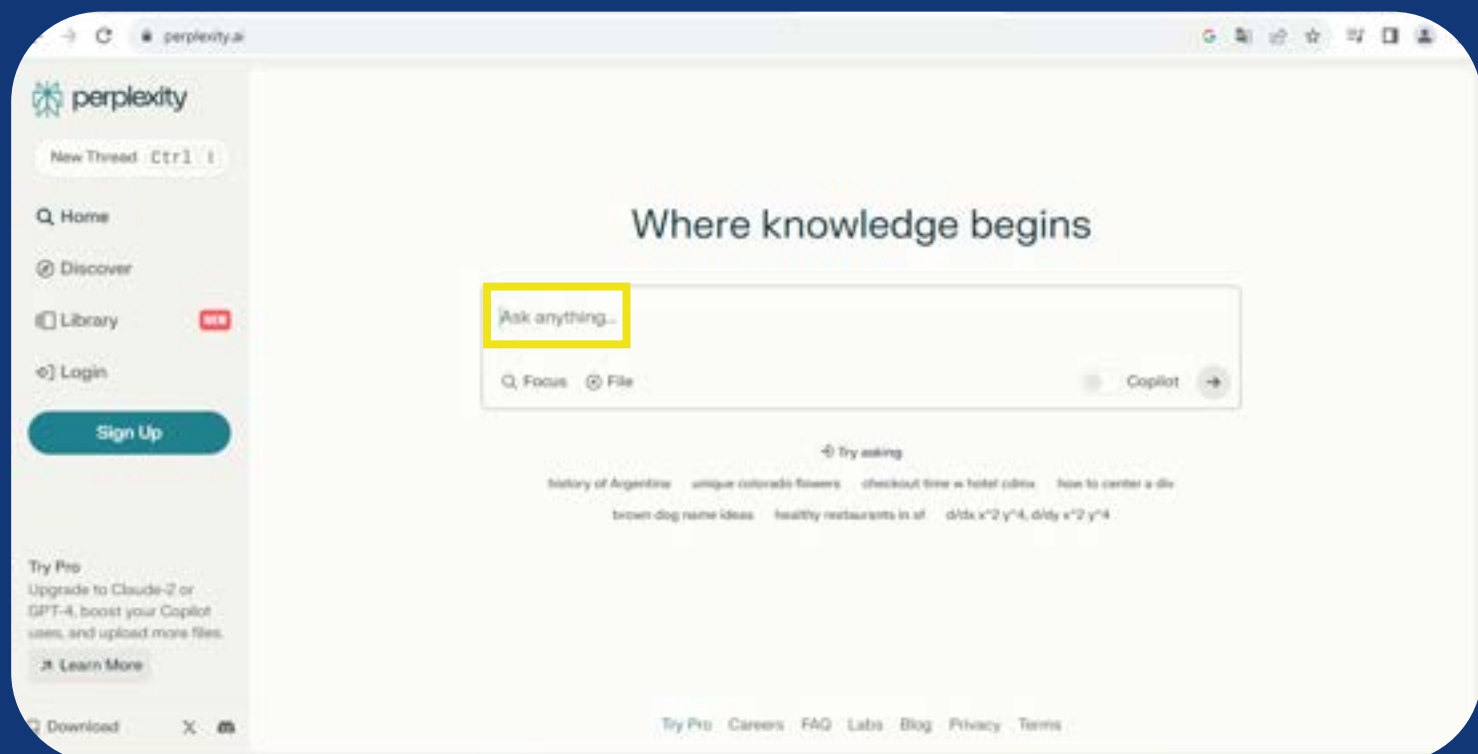 perplexity.ai
perplexity
New Thread Ctrl I
Home
Discover
Library NEW
Login
Sign Up
Try Pro
Upgrade to Claude-2 or
GPT-4, boost your Copilot
uses, and upload more files.
Learn More
Download
Where knowledge begins
Ask anything...
Focus File
Copilot
Try asking
history of Argentina unique colorado flowers checkout time w hotel cdmx how to center a div
brown dog name ideas healthy restaurants in sf d/dx x^2 y^4, d/dy x^2 y^4
Try Pro Careers FAQ Labs Blog Privacy Terms